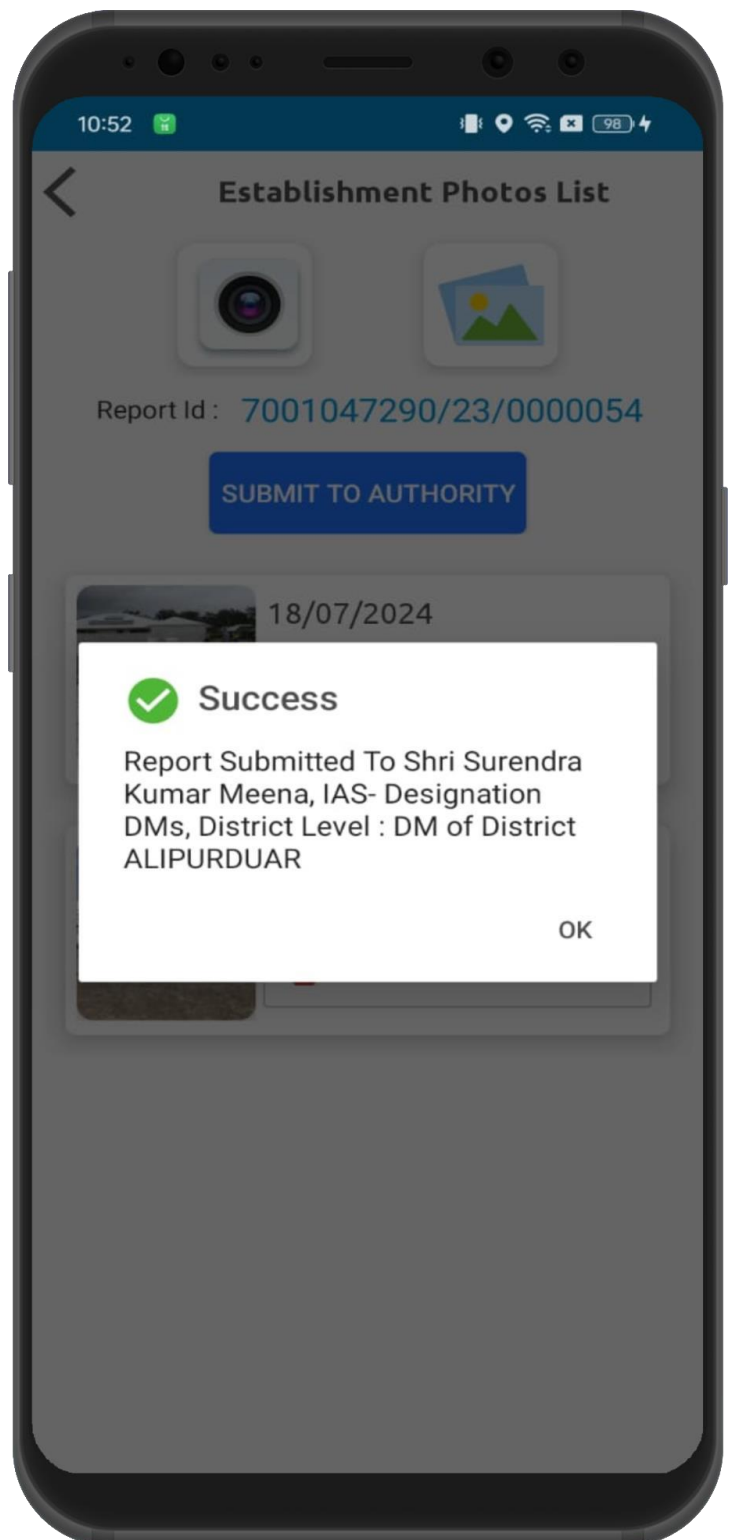 10:52
98
Establishment Photos List
Report Id : 7001047290/23/0000054
SUBMIT TO AUTHORITY
18/07/2024
Success
Report Submitted To Shri Surendra
Kumar Meena, IAS- Designation
DMs, District Level : DM of District
ALIPURDUAR
OK